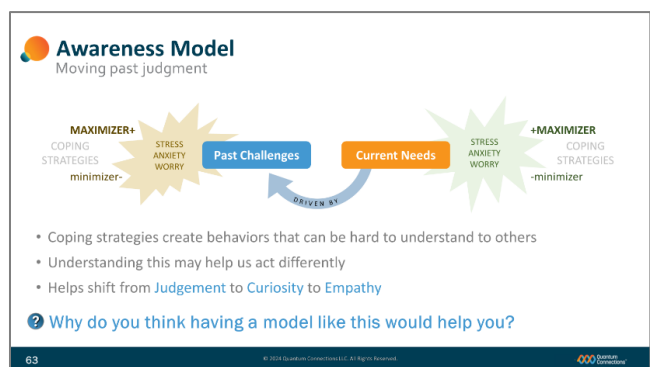 Awareness Model
Moving past judgment
MAXIMIZER+
COPING
STRATEGIES
minimizer-
STRESS
ANXIETY
WORRY
Past Challenges
Current Needs
DRIVEN BY
STRESS
ANXIETY
WORRY
+MAXIMIZER
COPING
STRATEGIES
-minimizer
• Coping strategies create behaviors that can be hard to understand to others
• Understanding this may help us act differently
• Helps shift from Judgement to Curiosity to Empathy
? Why do you think having a model like this would help you?
63
© 2024 Quantum Connections LLC. All Rights Reserved.
Quantum
Connections